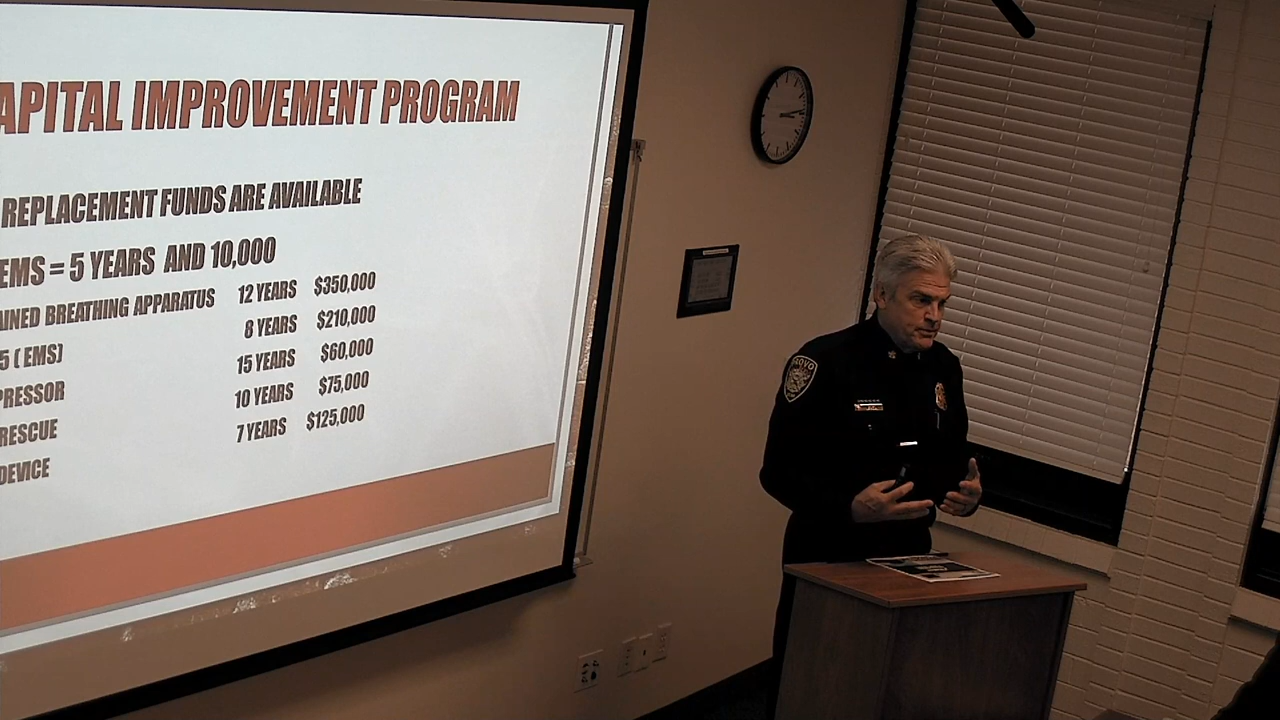 APITAL IMPROVEMENT PROGRAM
REPLACEMENT FUNDS ARE AVAILABLE
EMS = 5 YEARS AND 10,000
AINED BREATHING APPARATUS 12 YEARS $350,000
5 ( EMS) 8 YEARS $210,000
PRESSOR 15 YEARS $60,000
RESCUE 10 YEARS $75,000
DEVICE 7 YEARS $125,000